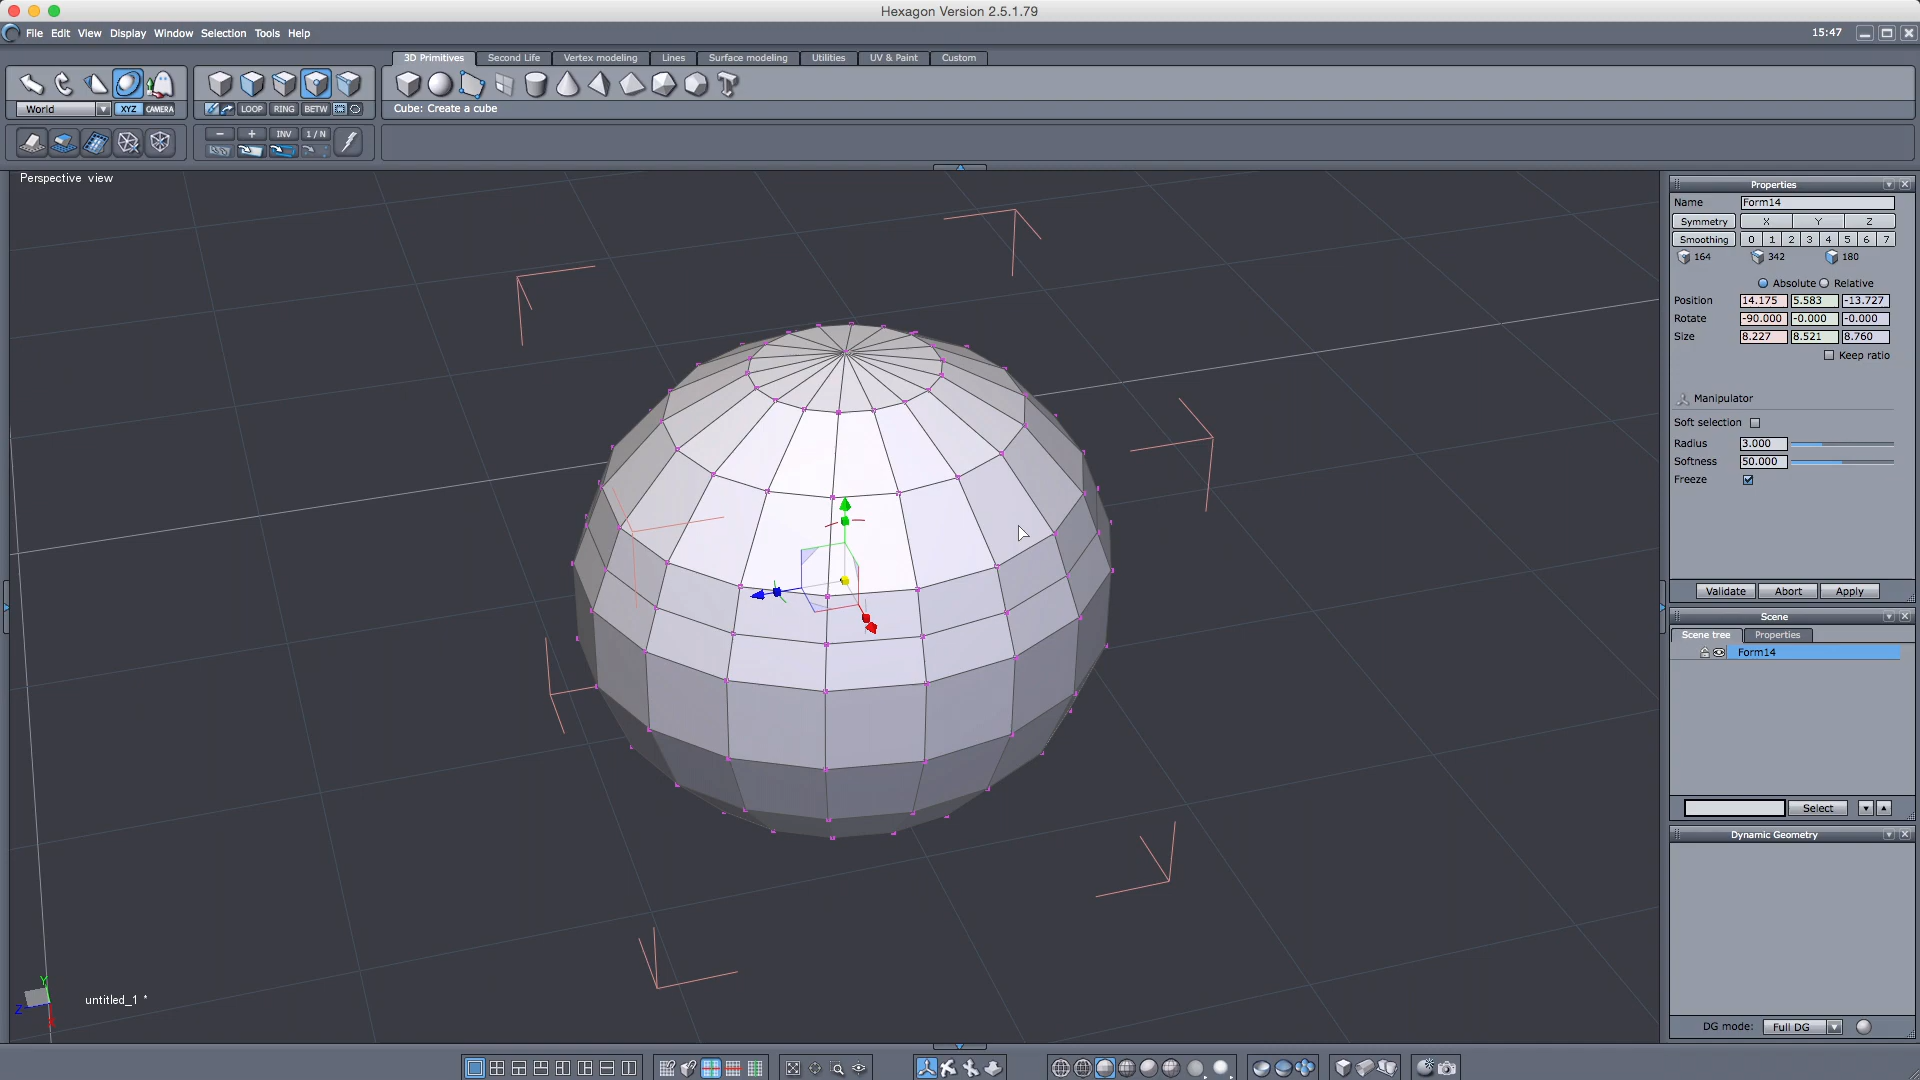 Hexagon Version 2.5.1.79
File Edit View Display Window Selection Tools Help
15:47
3D Primitives Second Life Vertex modeling Lines Surface modeling Utilities UV & Paint Custom
World XYZ CAMERA
LOOP RING BETW
Cube: Create a cube
− + INV 1 / N
Perspective view
Properties
Name Form14
Symmetry X Y Z
Smoothing 0 1 2 3 4 5 6 7
164 342 180
Absolute Relative
Position 14.175 5.583 -13.727
Rotate -90.000 -0.000 -0.000
Size 8.227 8.521 8.760
Keep ratio
Manipulator
Soft selection
Radius 3.000
Softness 50.000
Freeze
Validate Abort Apply
Scene
Scene tree Properties
Form14
Select
Dynamic Geometry
DG mode: Full DG
Y
Z
X
untitled_1 *